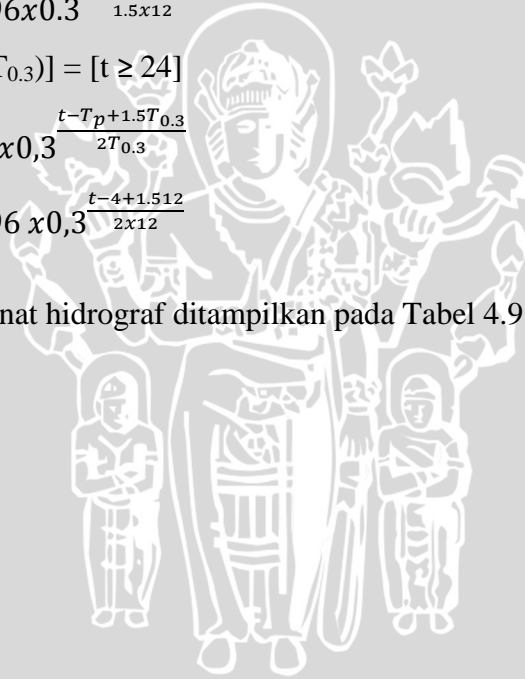 96x0.3 1.5x12
T0.3)] = [t ≥ 24]
x0,3^((t−Tp+1.5T0.3)/(2T0.3))
96 x0,3^((t−4+1.512)/(2x12))
nat hidrograf ditampilkan pada Tabel 4.9